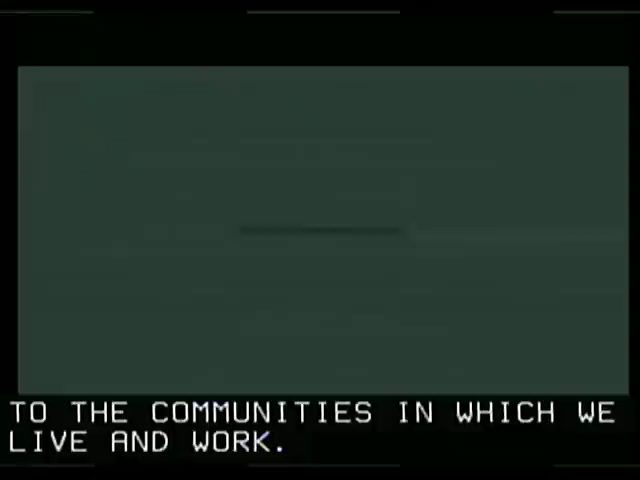 TO THE COMMUNITIES IN WHICH WE
LIVE AND WORK.